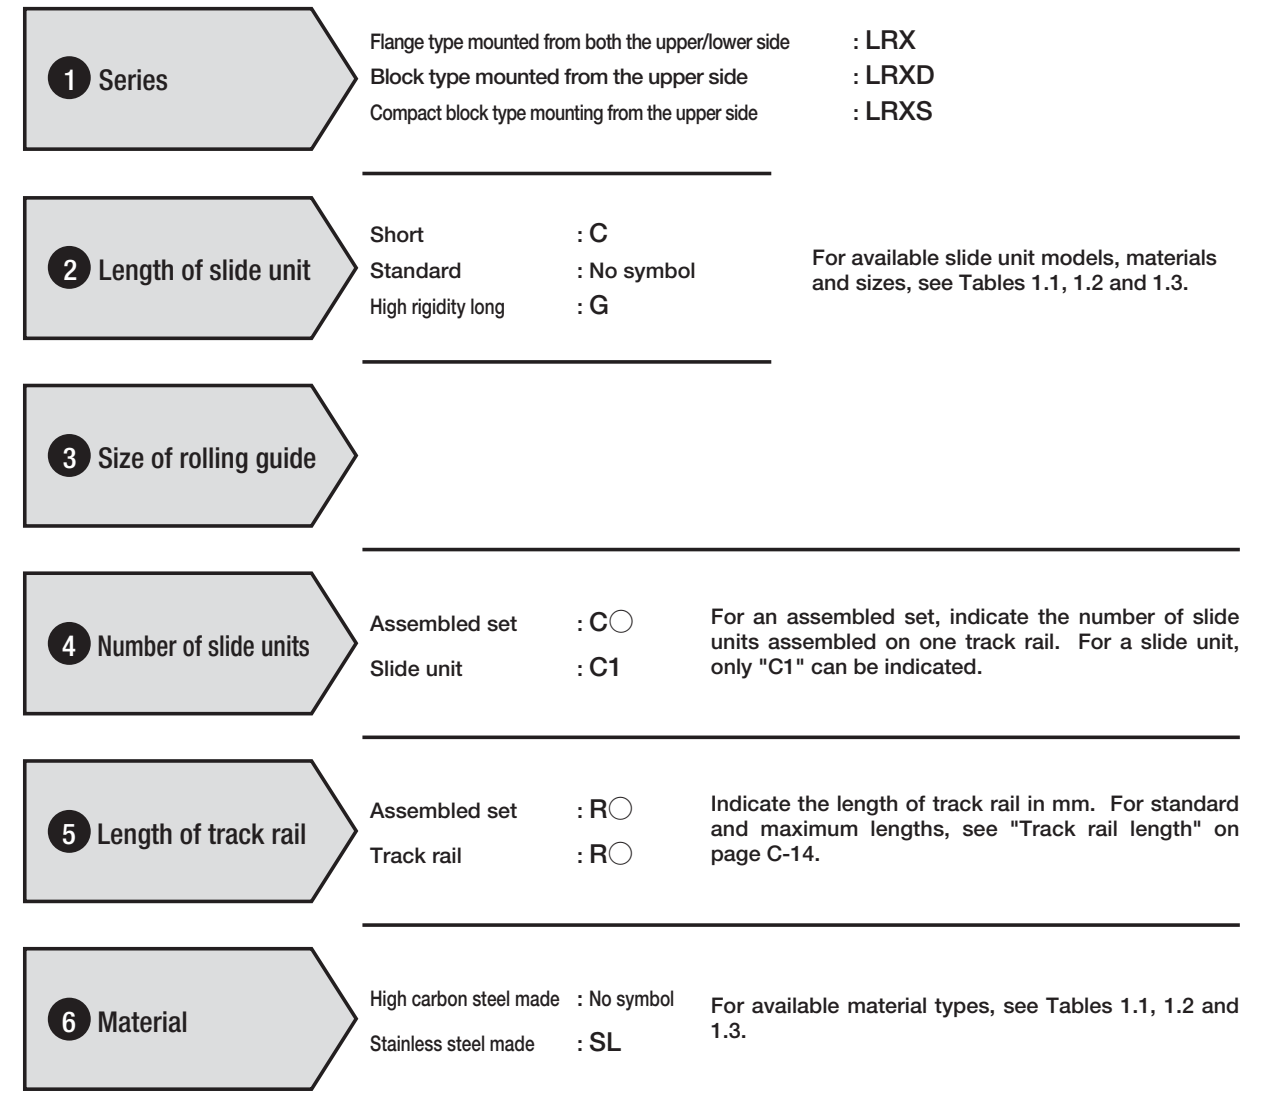 1 Series
Flange type mounted from both the upper/lower side : LRX
Block type mounted from the upper side : LRXD
Compact block type mounting from the upper side : LRXS
2 Length of slide unit
Short : C
Standard : No symbol
High rigidity long : G
For available slide unit models, materials
and sizes, see Tables 1.1, 1.2 and 1.3.
3 Size of rolling guide
4 Number of slide units
Assembled set : C○
Slide unit : C1
For an assembled set, indicate the number of slide
units assembled on one track rail. For a slide unit,
only "C1" can be indicated.
5 Length of track rail
Assembled set : R○
Track rail : R○
Indicate the length of track rail in mm. For standard
and maximum lengths, see "Track rail length" on
page C-14.
6 Material
High carbon steel made : No symbol
Stainless steel made : SL
For available material types, see Tables 1.1, 1.2 and
1.3.